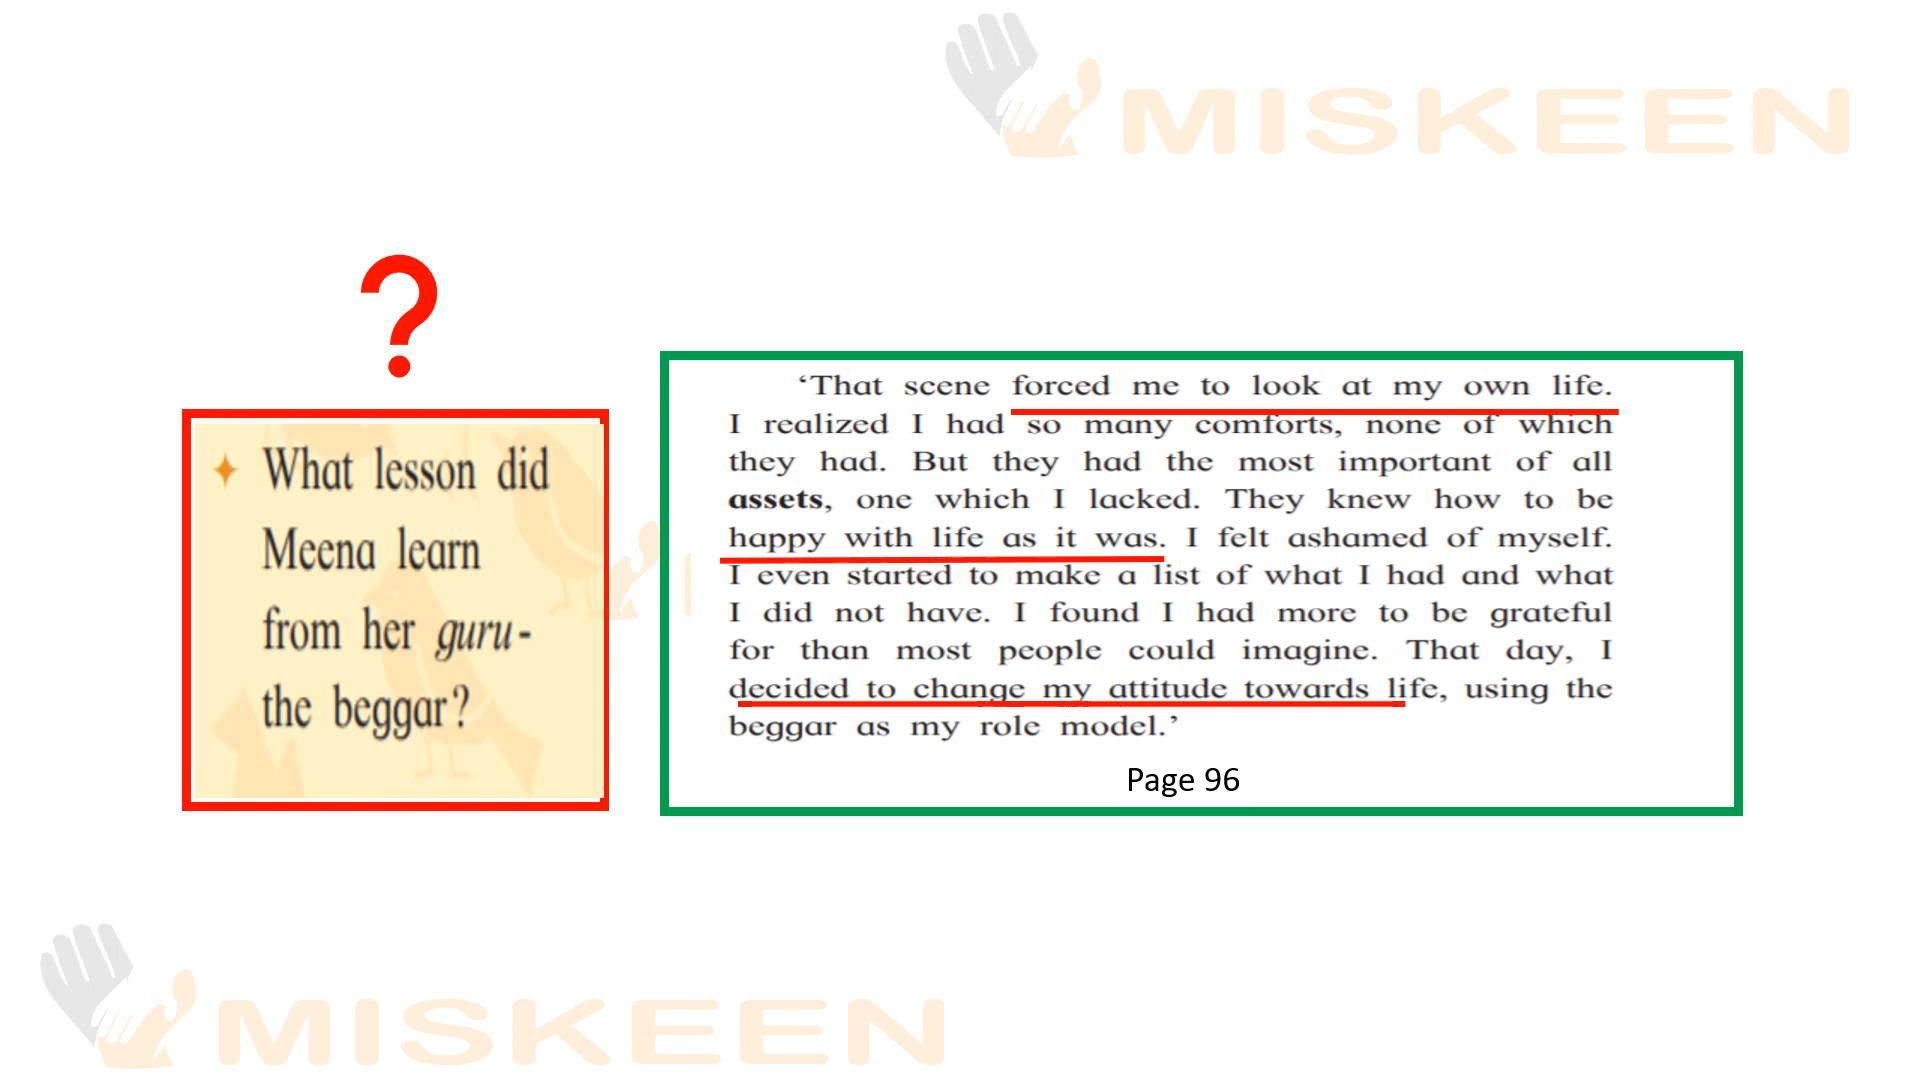 MISKEEN
?
What lesson did
Meena learn
from her guru-
the beggar?
‘That scene forced me to look at my own life.
I realized I had so many comforts, none of which
they had. But they had the most important of all
assets, one which I lacked. They knew how to be
happy with life as it was. I felt ashamed of myself.
I even started to make a list of what I had and what
I did not have. I found I had more to be grateful
for than most people could imagine. That day, I
decided to change my attitude towards life, using the
beggar as my role model.’
Page 96
MISKEEN